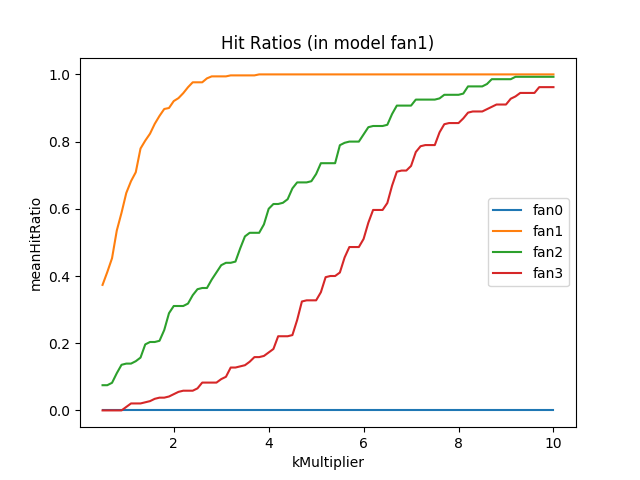 Hit Ratios (in model fan1)
meanHitRatio
1.0
0.8
0.6
0.4
0.2
0.0
fan0
fan1
fan2
fan3
2
4
6
8
10
kMultiplier